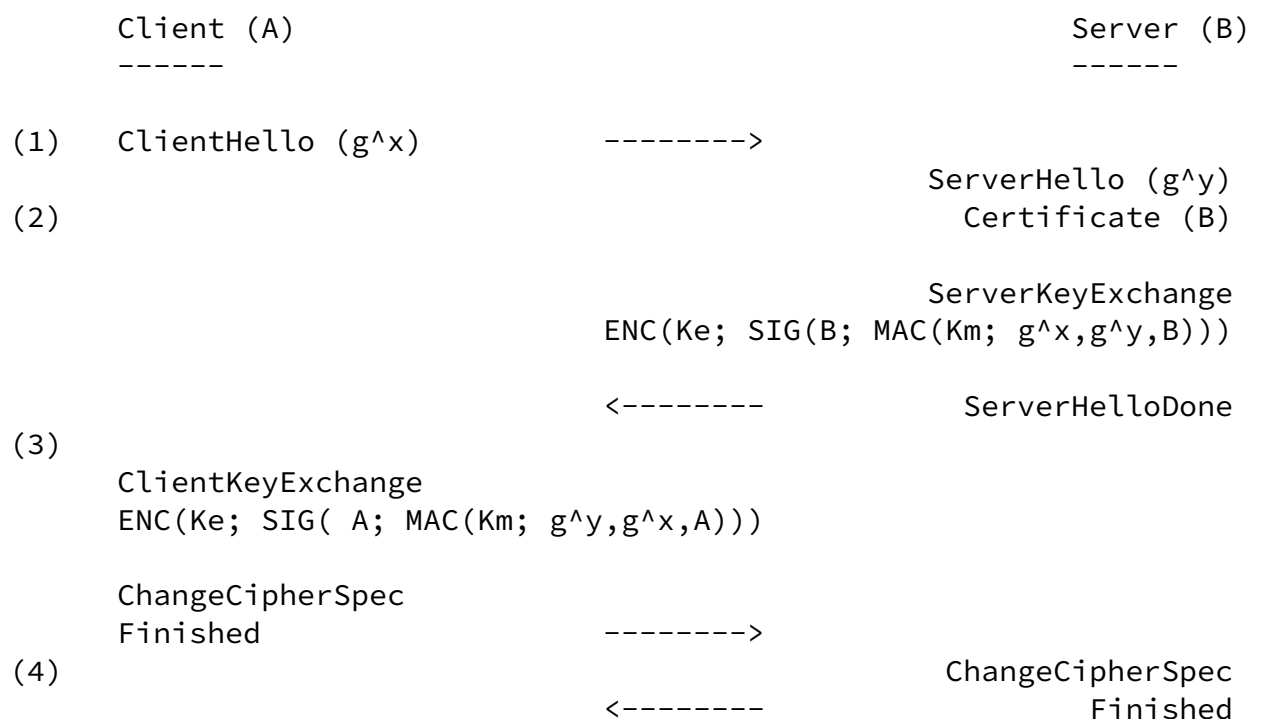 Client (A)                                               Server (B)
------                                                   ------
(1) ClientHello (g^x) -------->
ServerHello (g^y)
(2) Certificate (B)
ServerKeyExchange
ENC(Ke; SIG(B; MAC(Km; g^x,g^y,B)))
<-------- ServerHelloDone
(3)
ClientKeyExchange
ENC(Ke; SIG( A; MAC(Km; g^y,g^x,A)))
ChangeCipherSpec
Finished -------->
(4) ChangeCipherSpec
<-------- Finished